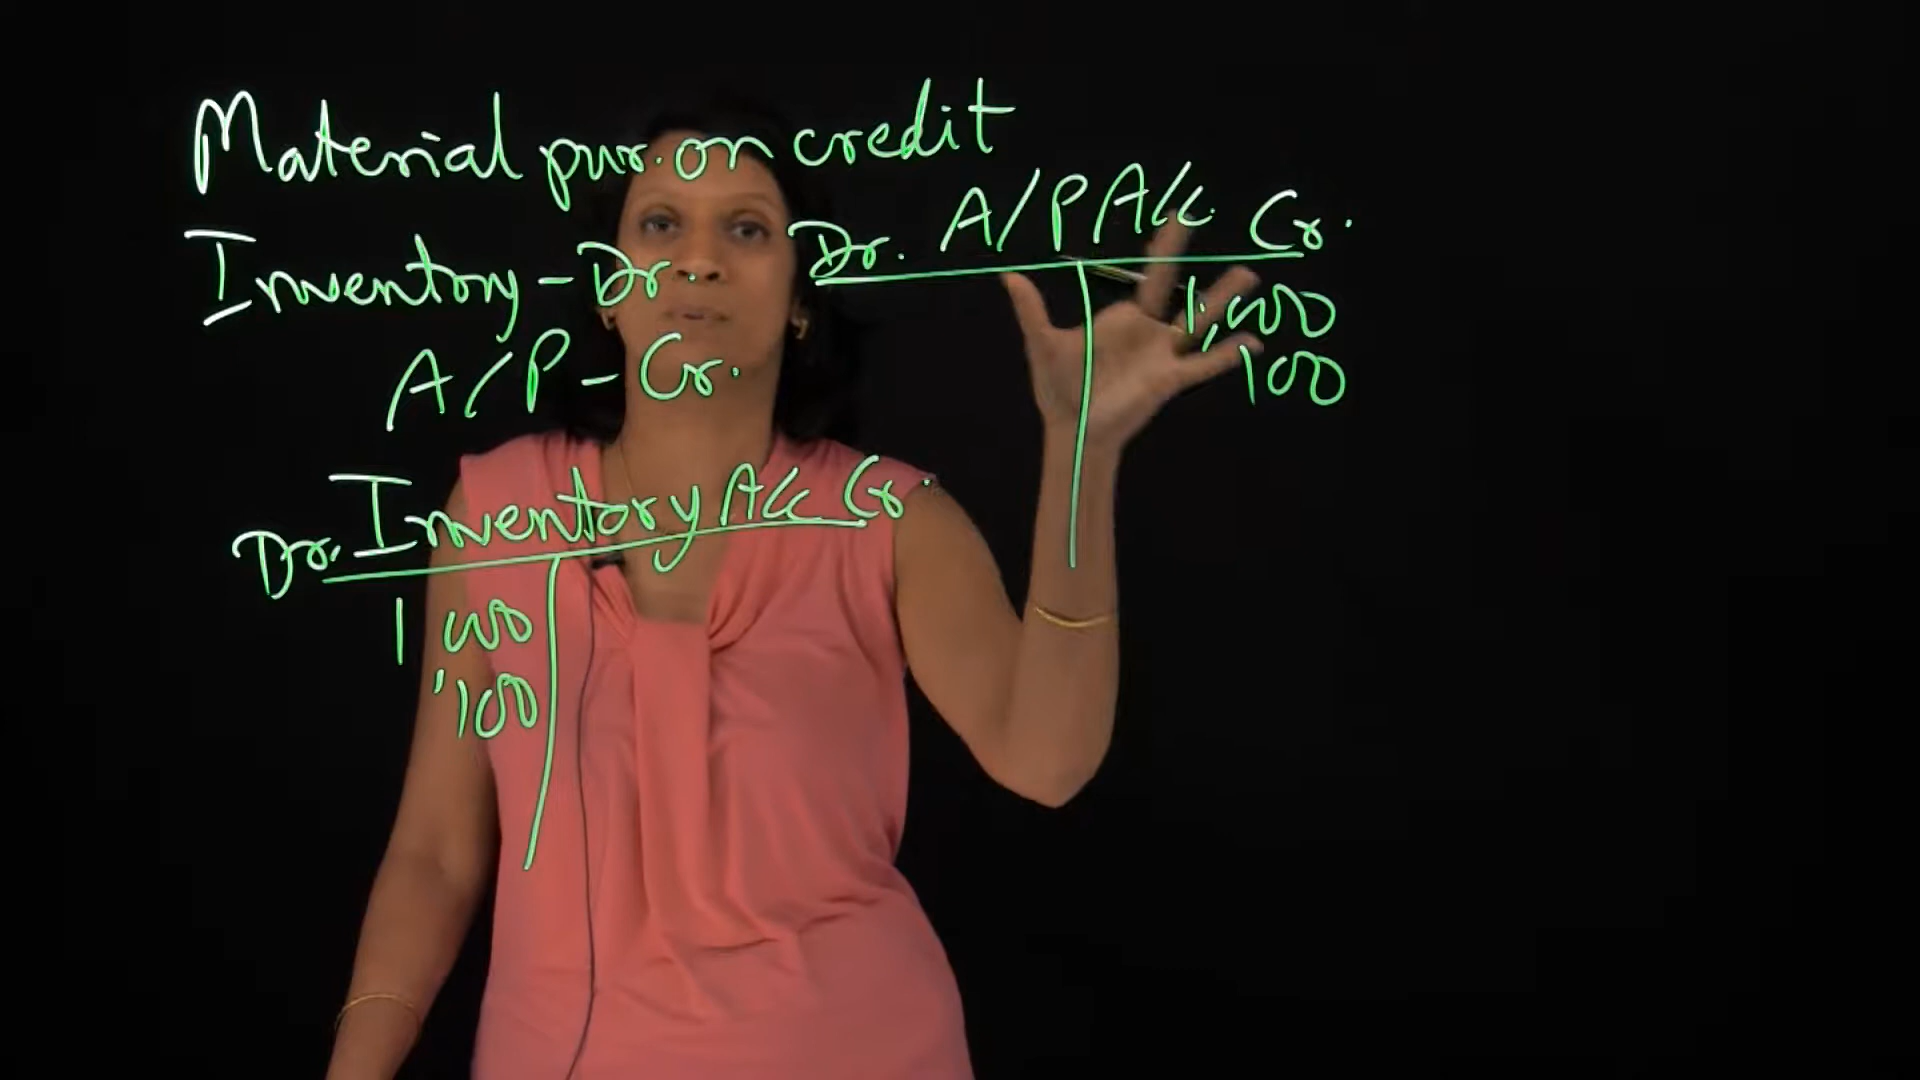 Material pur. on credit
Inventory - Dr.
A/P - Cr.
Dr. A/P A/c. Cr.
1,000
100
Dr. Inventory A/c Cr.
1,000
100